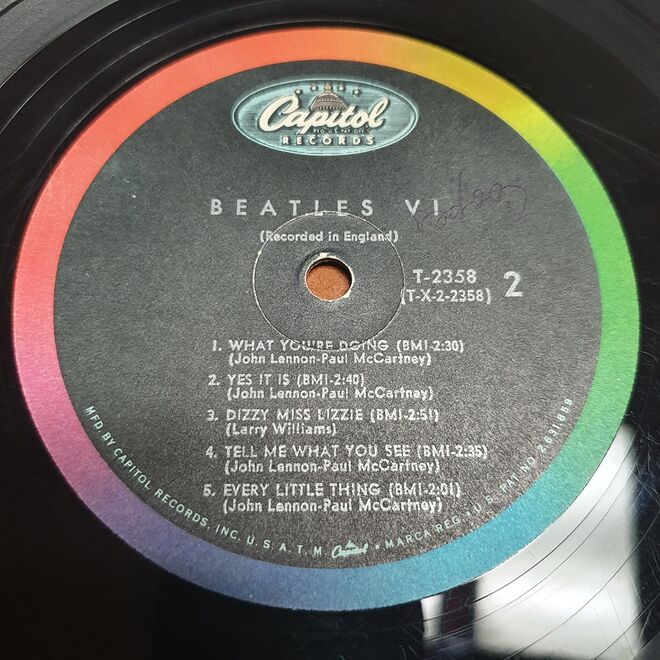 Capitol
REG. U.S. PAT. OFF.
RECORDS
BEATLES VI
(Recorded in England)
T-2358
(T-X-2-2358)
2
1. WHAT YOU'RE DOING (BMI-2:30)
(John Lennon-Paul McCartney)
2. YES IT IS (BMI-2:40)
(John Lennon-Paul McCartney)
3. DIZZY MISS LIZZIE (BMI-2:51)
(Larry Williams)
4. TELL ME WHAT YOU SEE (BMI-2:35)
(John Lennon-Paul McCartney)
5. EVERY LITTLE THING (BMI-2:01)
(John Lennon-Paul McCartney)
MFD BY CAPITOL RECORDS, INC. U.S.A. T.M. Capitol • MARCA REG. • U.S. PAT. NO. 2,631,859